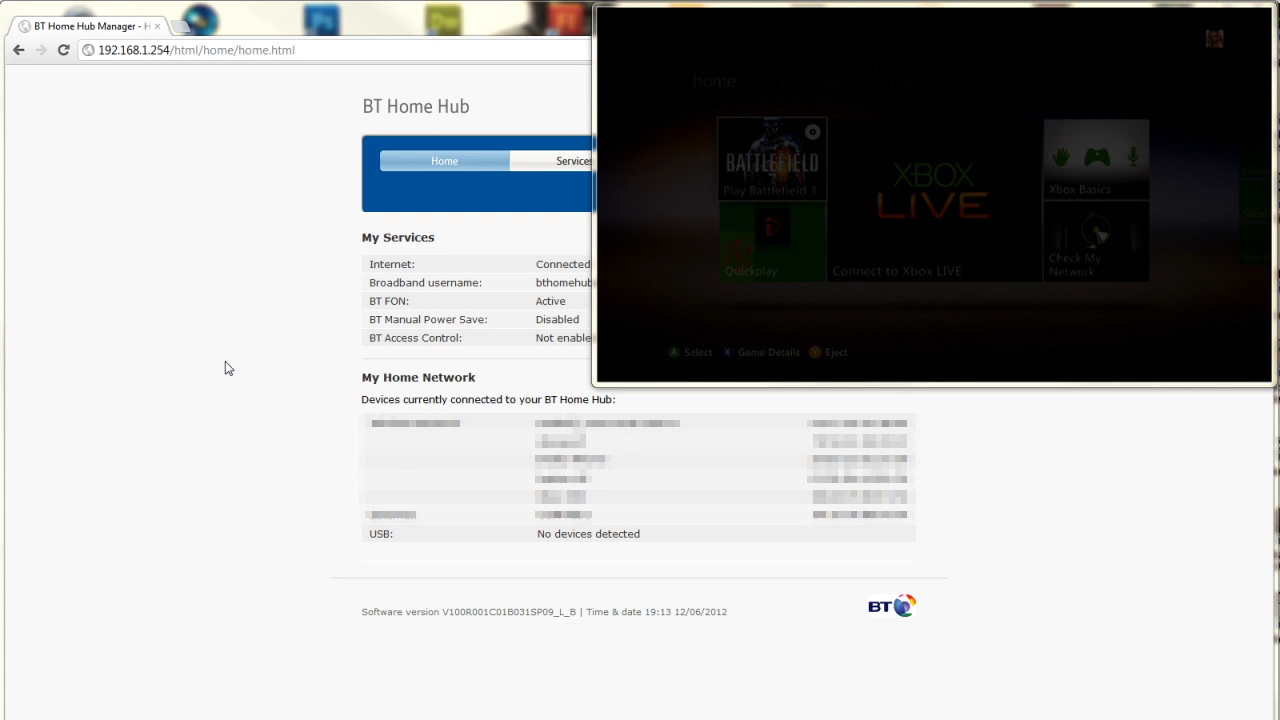 BT Home Hub Manager - H
192.168.1.254/html/home/home.html
BT Home Hub
Home
Services
My Services
Internet: Connected
Broadband username: bthomehub
BT FON: Active
BT Manual Power Save: Disabled
BT Access Control: Not enable
My Home Network
Devices currently connected to your BT Home Hub:
USB: No devices detected
Software version V100R001C01B031SP09_L_B | Time & date 19:13 12/06/2012
BT
Ps
Dw
Fl
home
BATTLEFIELD
Play Battlefield 3
Quickplay
XBOX
LIVE
Connect to Xbox LIVE
Xbox Basics
Check My
Network
A Select X Game Details Y Eject